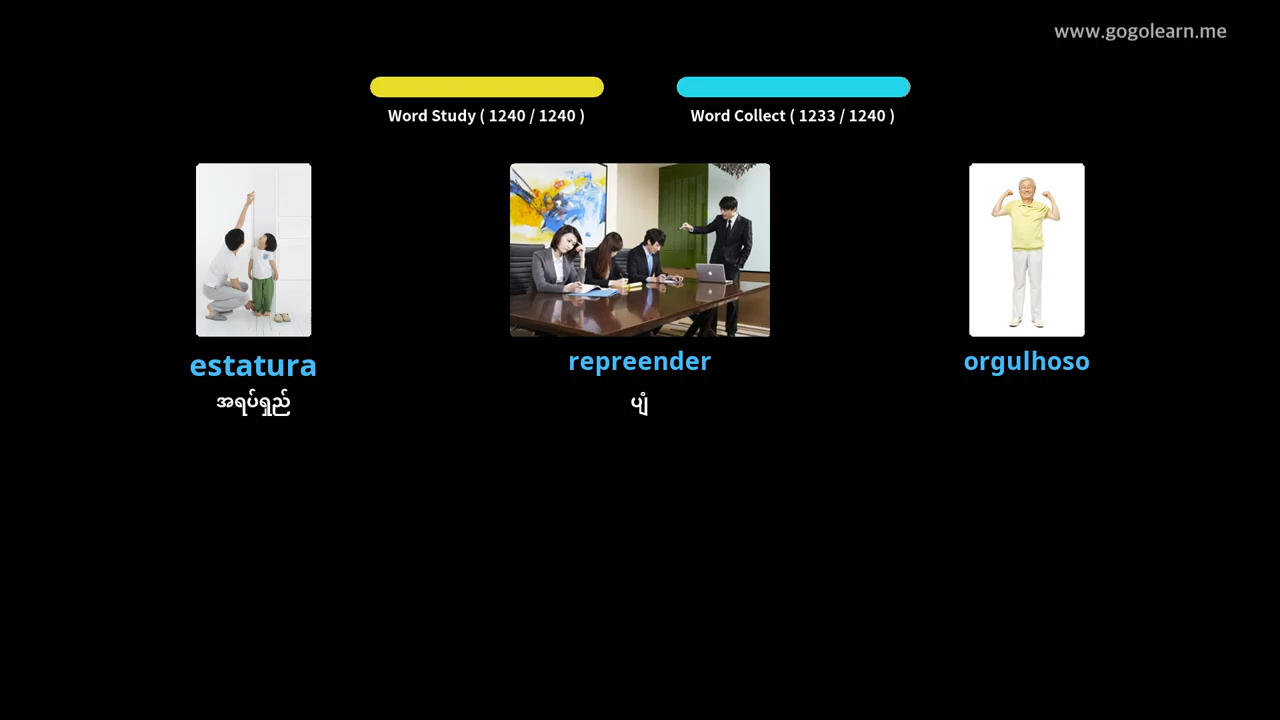 www.gogolearn.me
Word Study ( 1240 / 1240 )
Word Collect ( 1233 / 1240 )
estatura
repreender
orgulhoso
အရပ်ရှည်
ပျံ